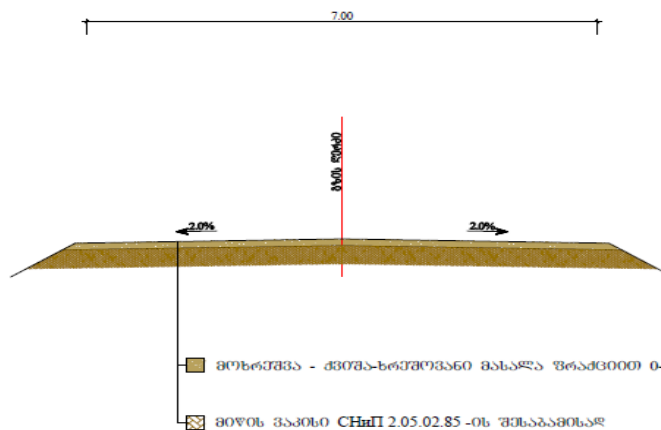 7.00
გზის ღერძი
2.0% 2.0%
მოხრეშვა - ქვიშა-ხრეშოვანი მასალა ფრაქციით 0-
მიწის ვაკისი СНиП 2.05.02.85 -ის შესაბამისად